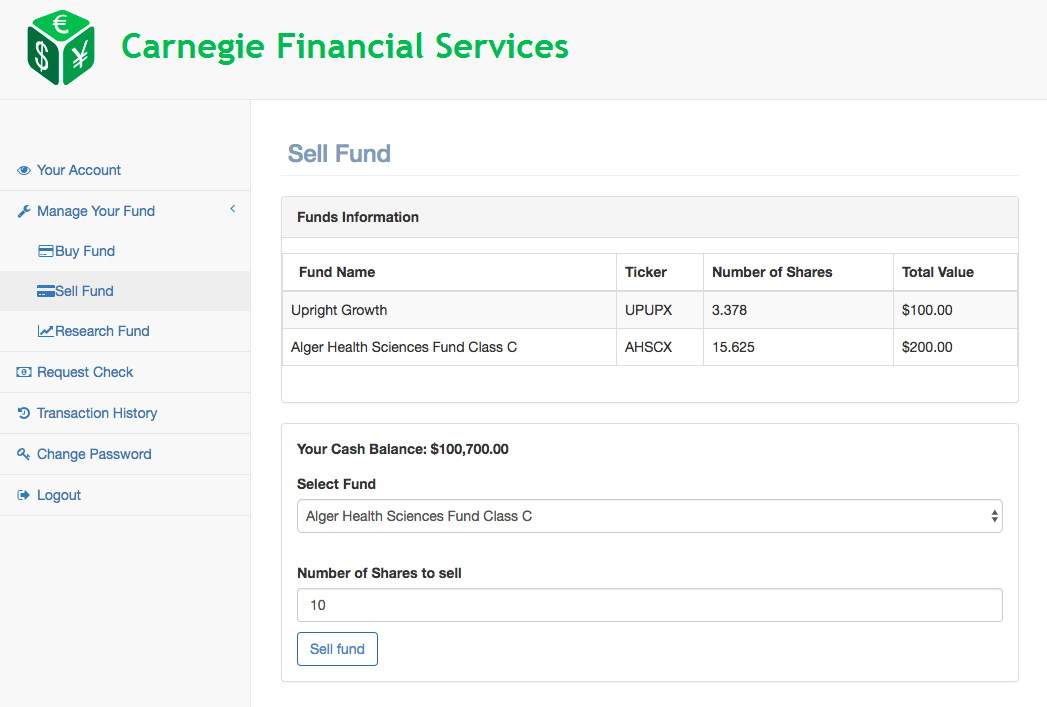 € $ ¥
Carnegie Financial Services
Your Account
Manage Your Fund
Buy Fund
Sell Fund
Research Fund
Request Check
Transaction History
Change Password
Logout
Sell Fund
Funds Information
Fund Name Ticker Number of Shares Total Value
Upright Growth UPUPX 3.378 $100.00
Alger Health Sciences Fund Class C AHSCX 15.625 $200.00
Your Cash Balance: $100,700.00
Select Fund
Alger Health Sciences Fund Class C
Number of Shares to sell
10
Sell fund